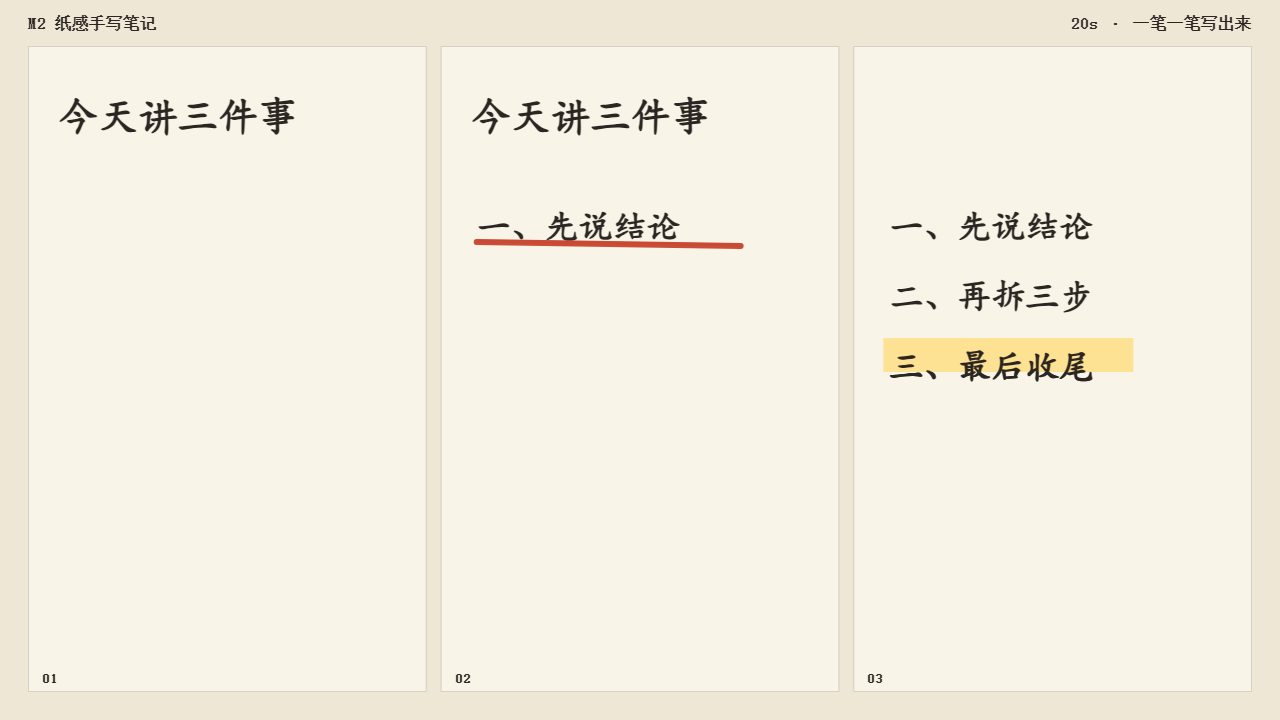 M2 纸感手写笔记
20s · 一笔一笔写出来
今天讲三件事
01
今天讲三件事
一、先说结论
02
一、先说结论
二、再拆三步
三、最后收尾
03